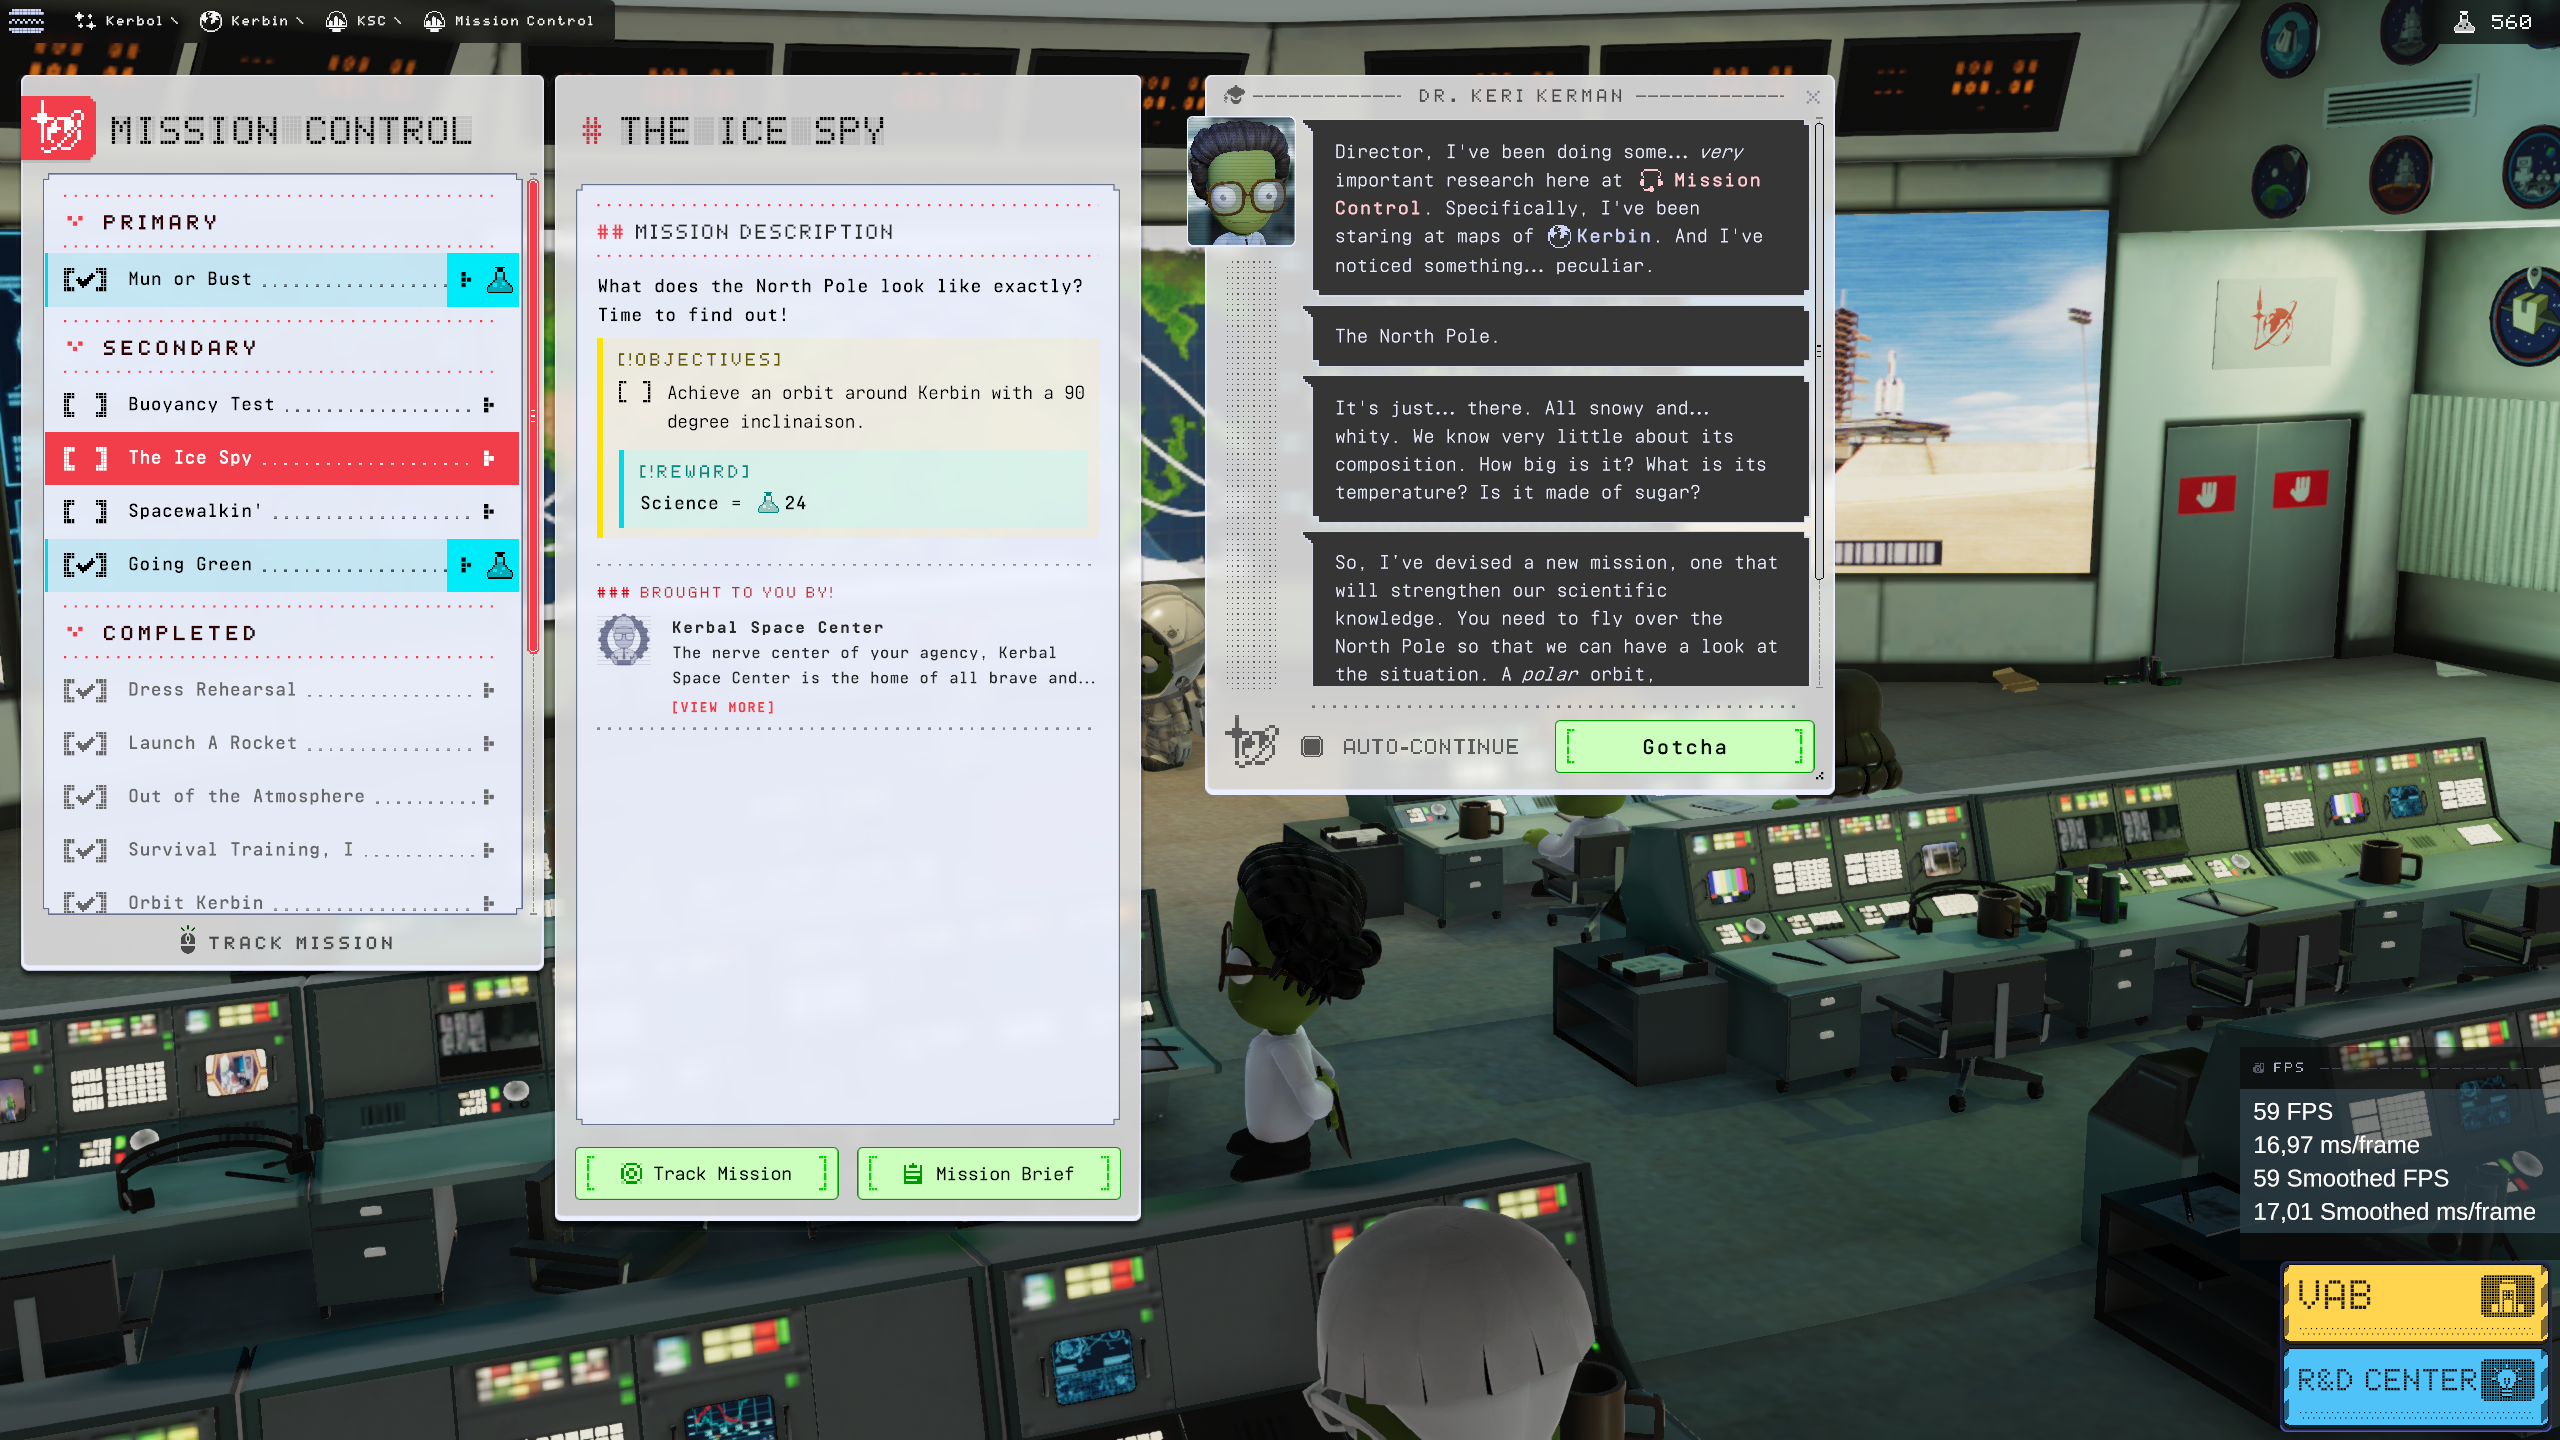 Kerbol
Kerbin
KSC
Mission Control
560
MISSION CONTROL
PRIMARY
Mun or Bust
SECONDARY
Buoyancy Test
The Ice Spy
Spacewalkin'
Going Green
COMPLETED
Dress Rehearsal
Launch A Rocket
Out of the Atmosphere
Survival Training, I
Orbit Kerbin
TRACK MISSION
# THE ICE SPY
## MISSION DESCRIPTION
What does the North Pole look like exactly?
Time to find out!
[!OBJECTIVES]
[ ] Achieve an orbit around Kerbin with a 90
degree inclinaison.
[!REWARD]
Science = 24
### BROUGHT TO YOU BY!
Kerbal Space Center
The nerve center of your agency, Kerbal
Space Center is the home of all brave and...
[VIEW MORE]
Track Mission
Mission Brief
DR. KERI KERMAN
Director, I've been doing some... very
important research here at Mission
Control. Specifically, I've been
staring at maps of Kerbin. And I've
noticed something... peculiar.
The North Pole.
It's just... there. All snowy and...
whity. We know very little about its
composition. How big is it? What is its
temperature? Is it made of sugar?
So, I've devised a new mission, one that
will strengthen our scientific
knowledge. You need to fly over the
North Pole so that we can have a look at
the situation. A polar orbit,
AUTO-CONTINUE
Gotcha
FPS
59 FPS
16,97 ms/frame
59 Smoothed FPS
17,01 Smoothed ms/frame
VAB
R&D CENTER